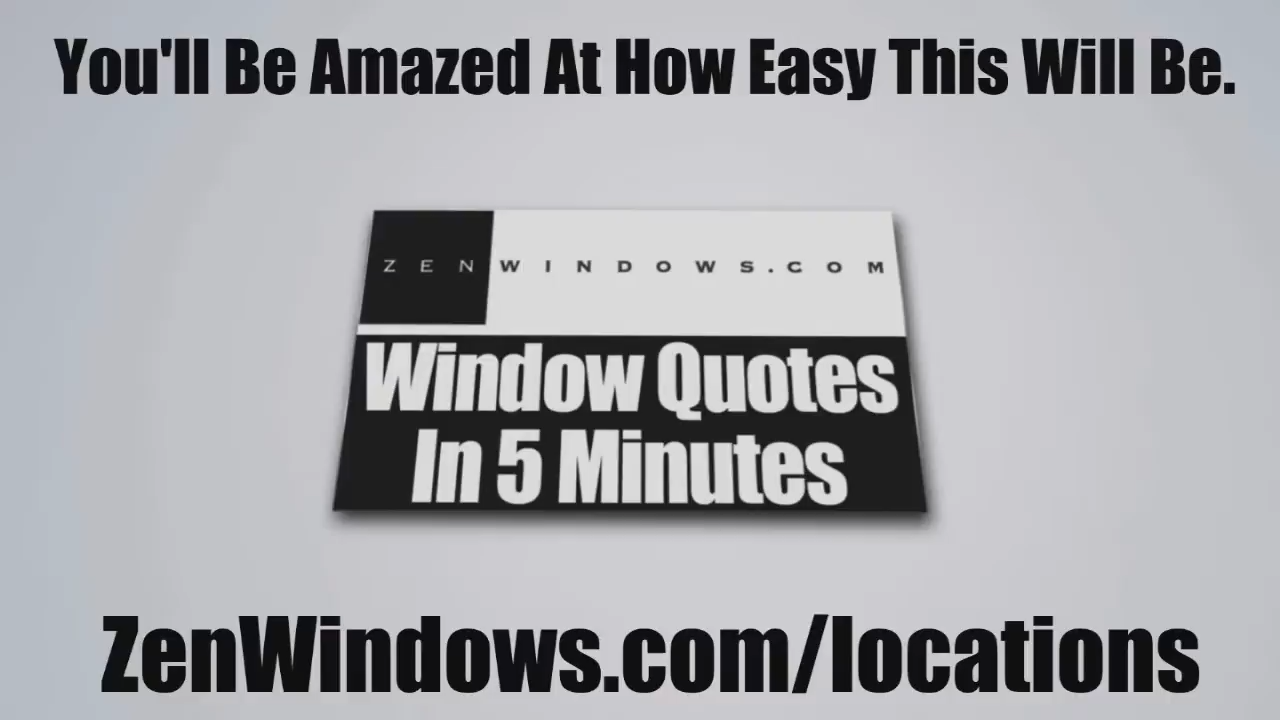 You'll Be Amazed At How Easy This Will Be.
ZENWINDOWS.COM
Window Quotes
In 5 Minutes
ZenWindows.com/locations